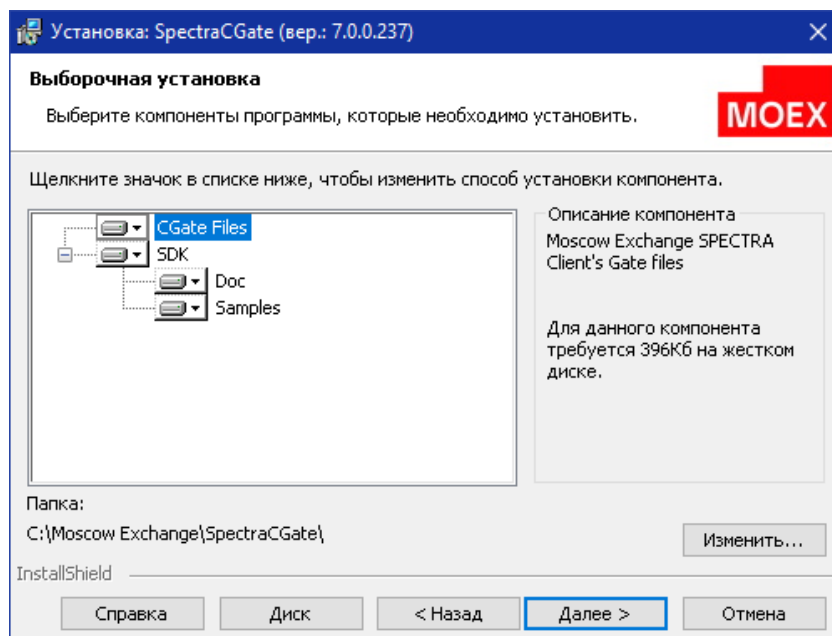 Установка: SpectraCGate (вер.: 7.0.0.237)
Выборочная установка
Выберите компоненты программы, которые необходимо установить.
MOEX
Щелкните значок в списке ниже, чтобы изменить способ установки компонента.
CGate Files
SDK
Doc
Samples
Описание компонента
Moscow Exchange SPECTRA
Client's Gate files
Для данного компонента
требуется 396Кб на жестком
диске.
Папка:
C:\Moscow Exchange\SpectraCGate\
Изменить...
InstallShield
Справка
Диск
< Назад
Далее >
Отмена